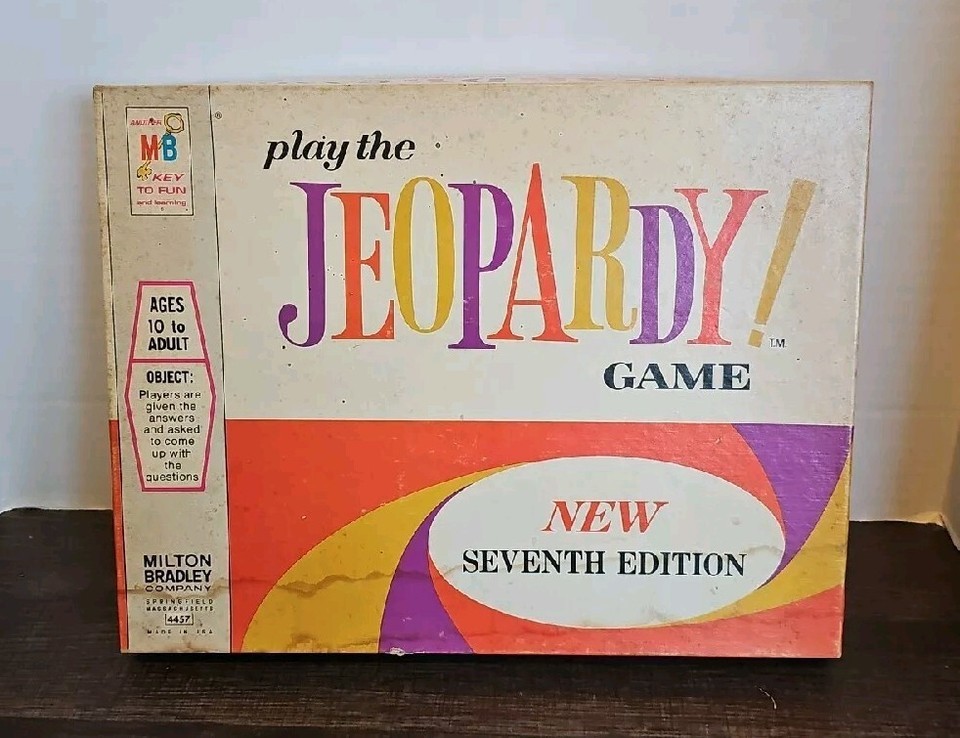 ANOTHER
MB
KEY
TO FUN
and learning
®
play the
JEOPARDY!
T.M.
GAME
AGES
10 to
ADULT
OBJECT:
Players are
given the
answers
and asked
to come
up with
the
questions
NEW
SEVENTH EDITION
MILTON
BRADLEY
COMPANY
SPRINGFIELD
MASSACHUSETTS
4457
MADE IN USA